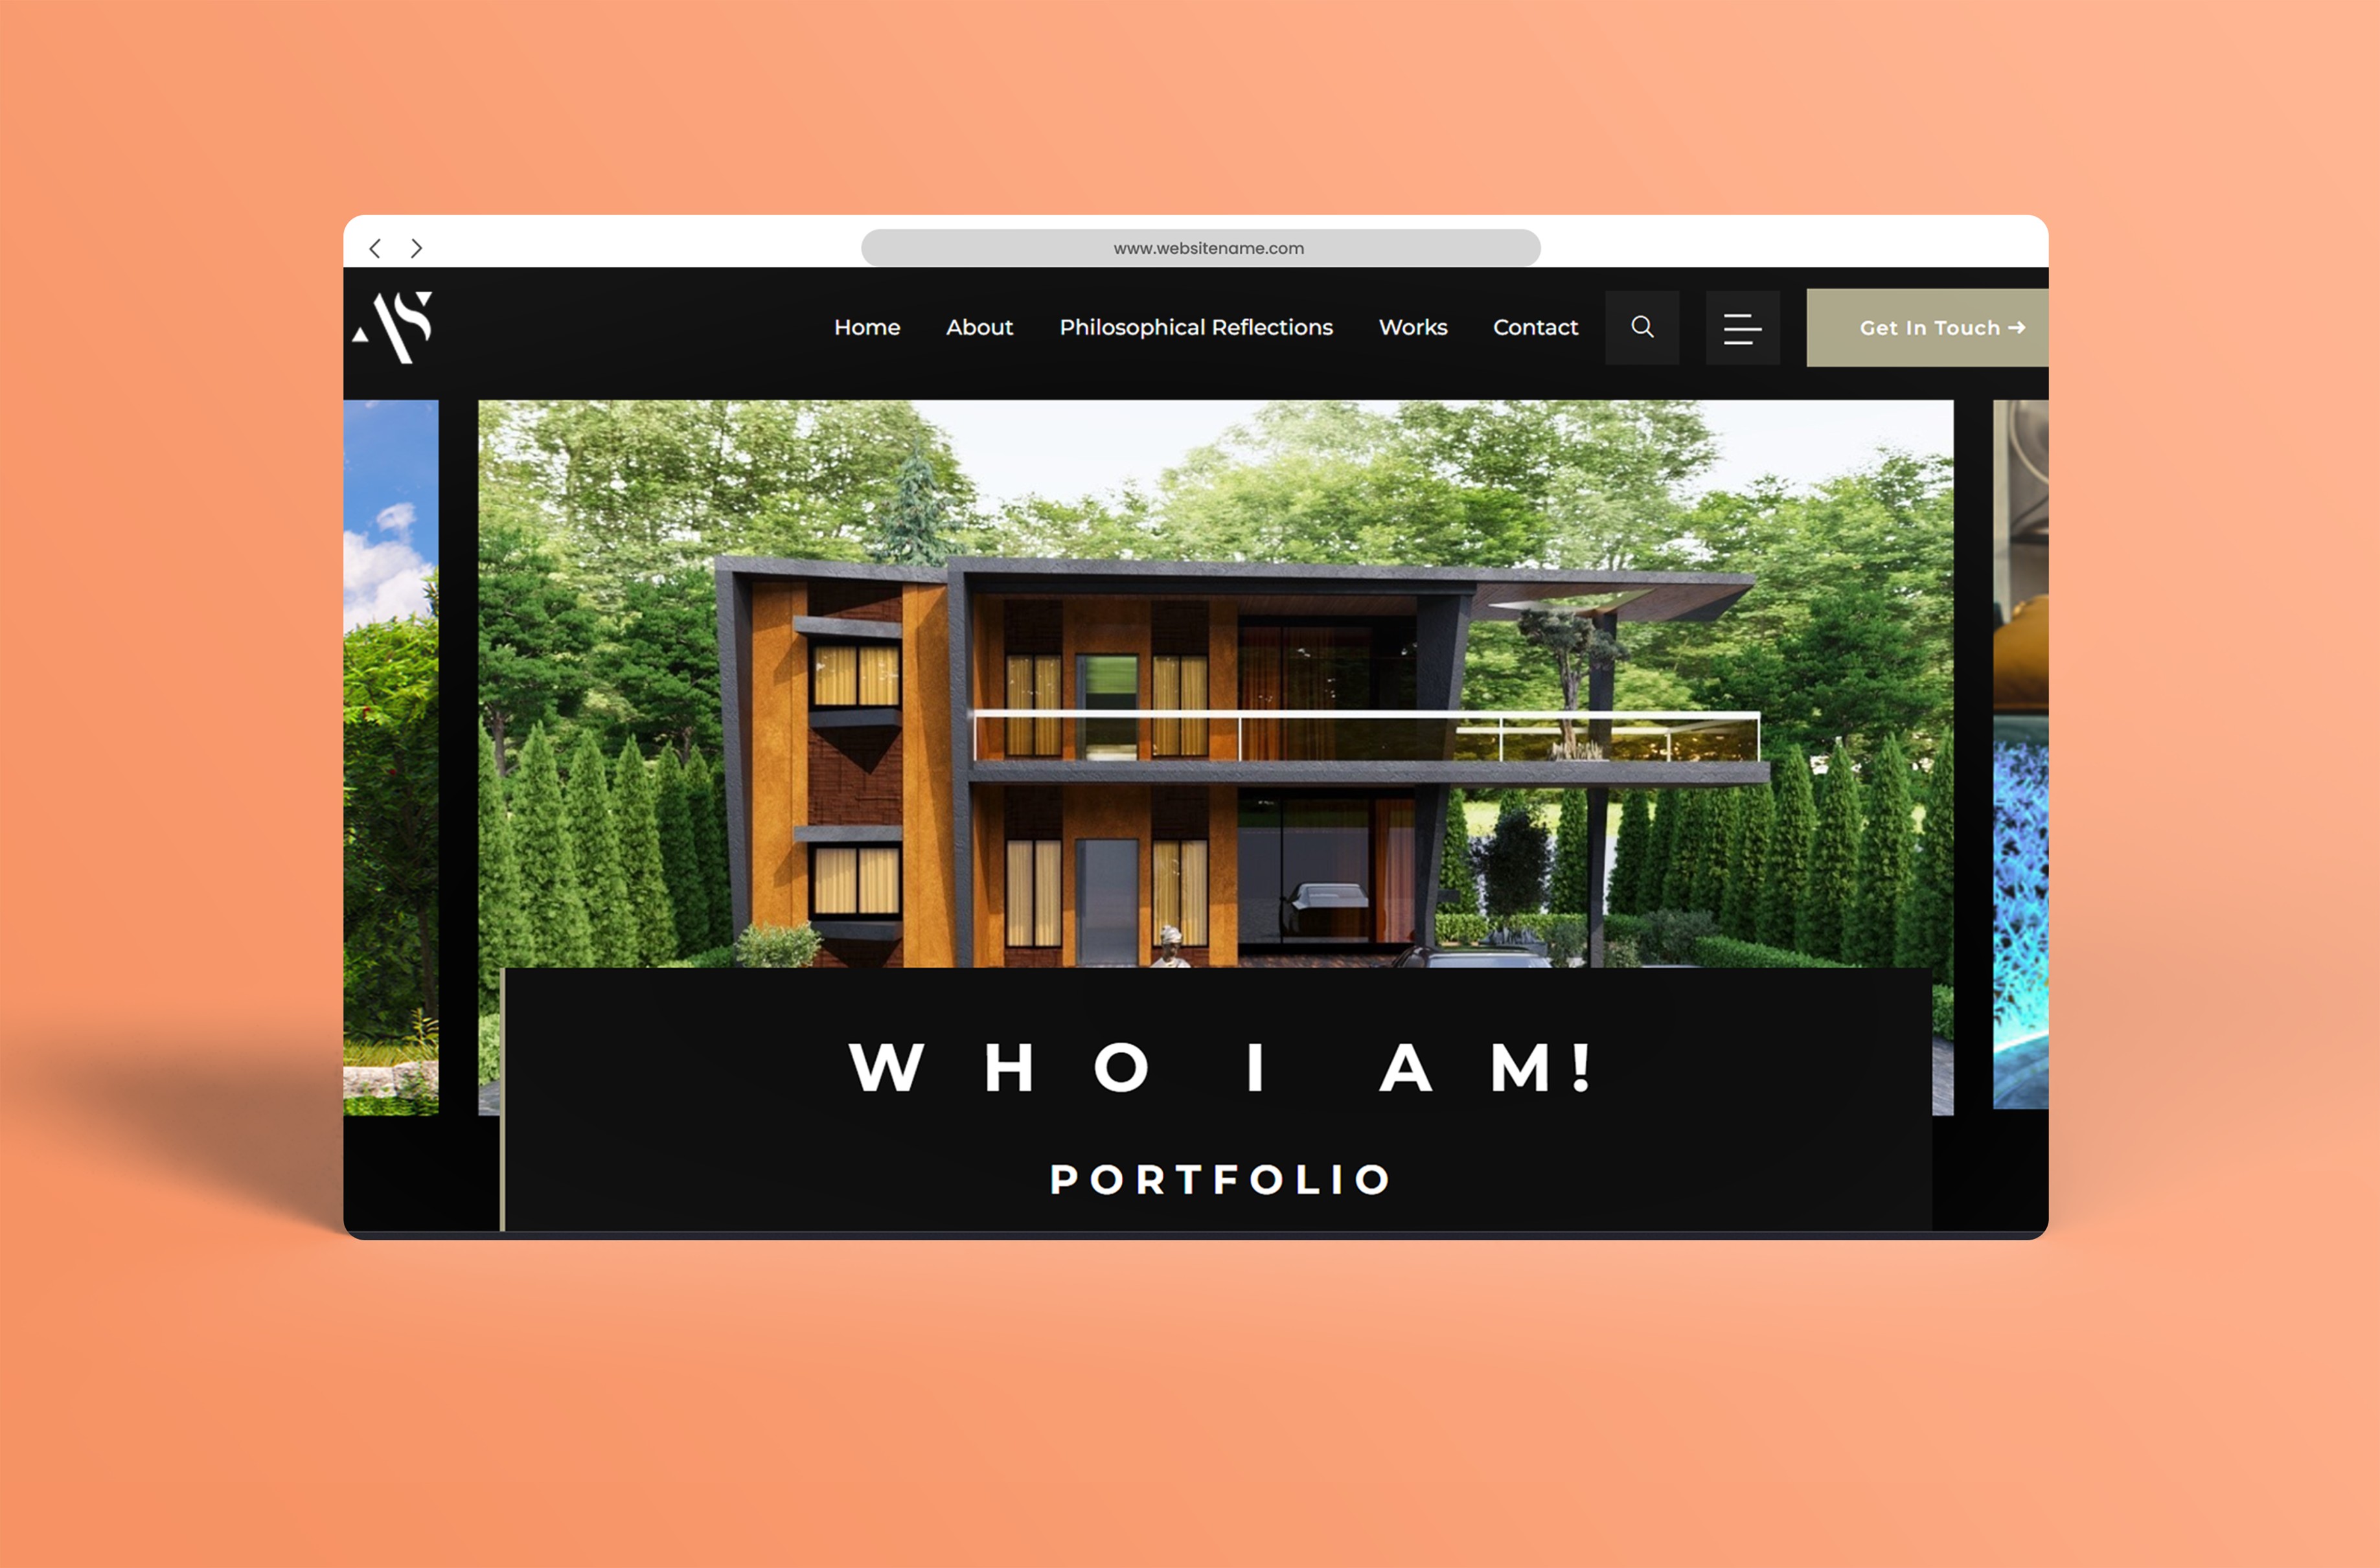 www.websitename.com
AS
Home About Philosophical Reflections Works Contact Get In Touch →
WHO I AM!
PORTFOLIO